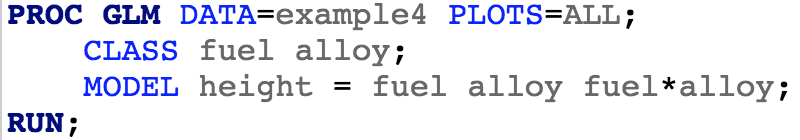 PROC GLM DATA=example4 PLOTS=ALL;
CLASS fuel alloy;
MODEL height = fuel alloy fuel*alloy;
RUN;